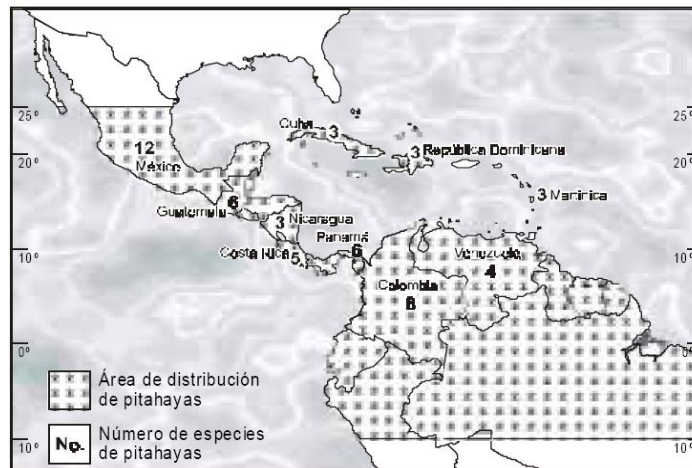 25°
25°
Cuba 3
20°
12
México
3 República Dominicana
20°
6
Guatemala
3 Nicaragua
Martinica
3
10°
Costa Rica 5
Panamá
6
Venezuela
4
10°
Colombia
8
0°
0°
Área de distribución
de pitahayas
No.
Número de especies
de pitahayas
10°
10°